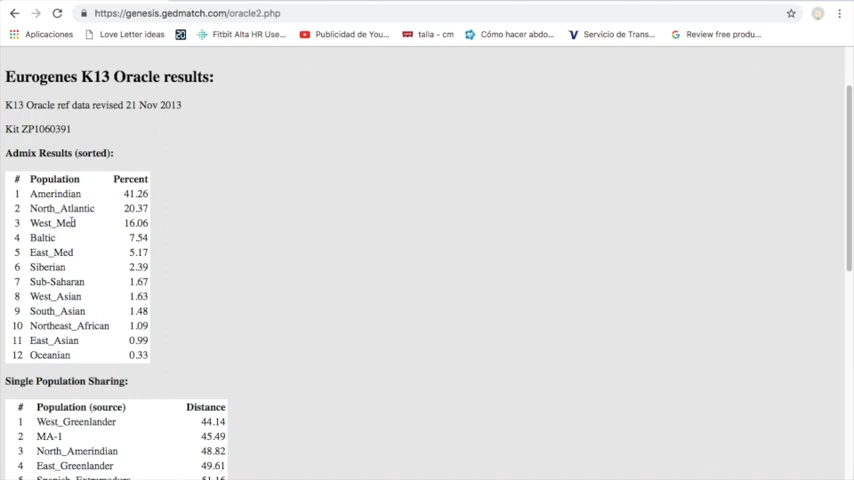 https://genesis.gedmatch.com/oracle2.php
Aplicaciones Love Letter ideas 20 Fitbit Alta HR Use... Publicidad de You... talla - cm Cómo hacer abdo... Servicio de Trans... Review free produ...
Eurogenes K13 Oracle results:
K13 Oracle ref data revised 21 Nov 2013
Kit ZP1060391
Admix Results (sorted):
# Population Percent
1 Amerindian 41.26
2 North_Atlantic 20.37
3 West_Med 16.06
4 Baltic 7.54
5 East_Med 5.17
6 Siberian 2.39
7 Sub-Saharan 1.67
8 West_Asian 1.63
9 South_Asian 1.48
10 Northeast_African 1.09
11 East_Asian 0.99
12 Oceanian 0.33
Single Population Sharing:
# Population (source) Distance
1 West_Greenlander 44.14
2 MA-1 45.49
3 North_Amerindian 48.82
4 East_Greenlander 49.61
5 Spanish_Extremadura 51.16